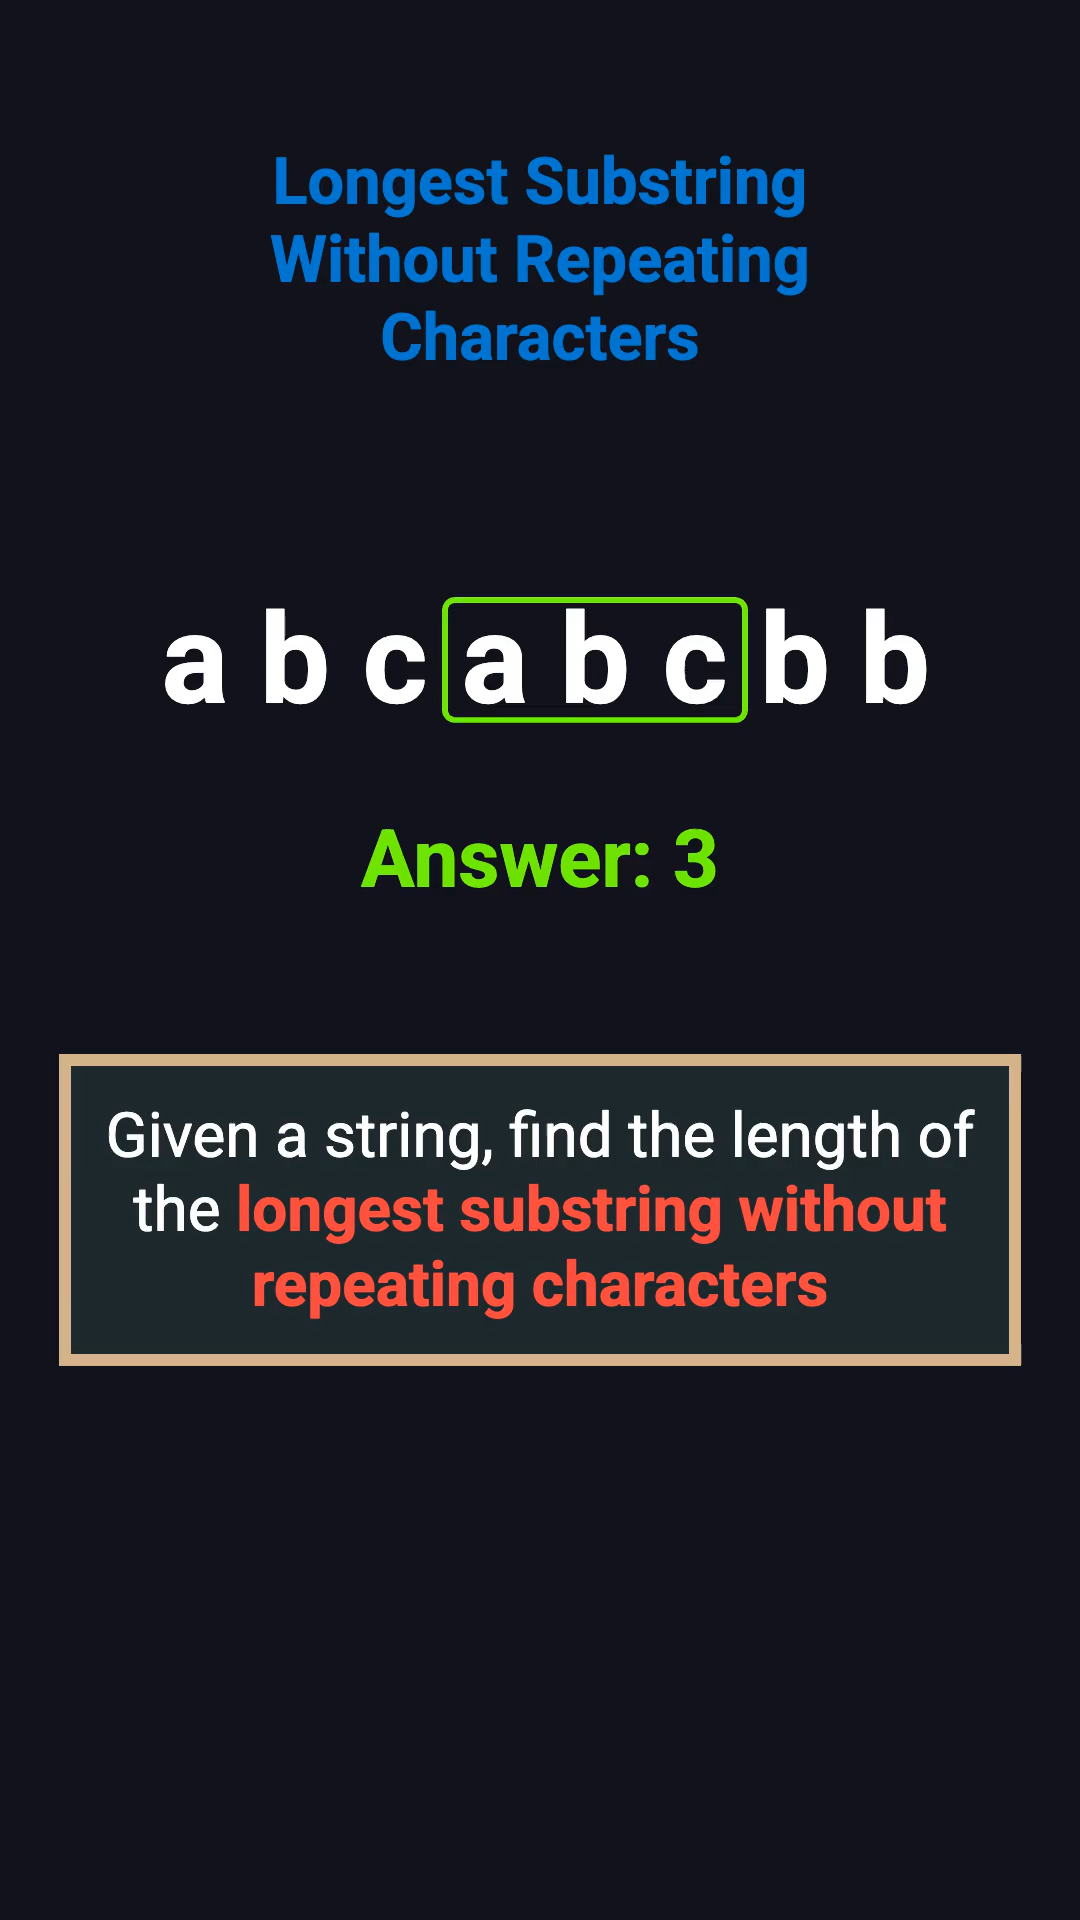 Longest Substring
Without Repeating
Characters
a b c a b c b b
Answer: 3
Given a string, find the length of
the longest substring without
repeating characters